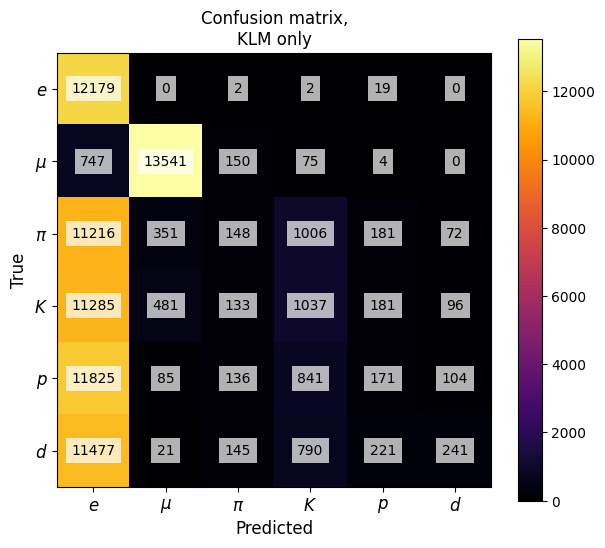 Confusion matrix,
KLM only
True
e 12179 0 2 2 19 0
μ 747 13541 150 75 4 0
π 11216 351 148 1006 181 72
K 11285 481 133 1037 181 96
p 11825 85 136 841 171 104
d 11477 21 145 790 221 241
e μ π K p d
Predicted
12000
10000
8000
6000
4000
2000
0